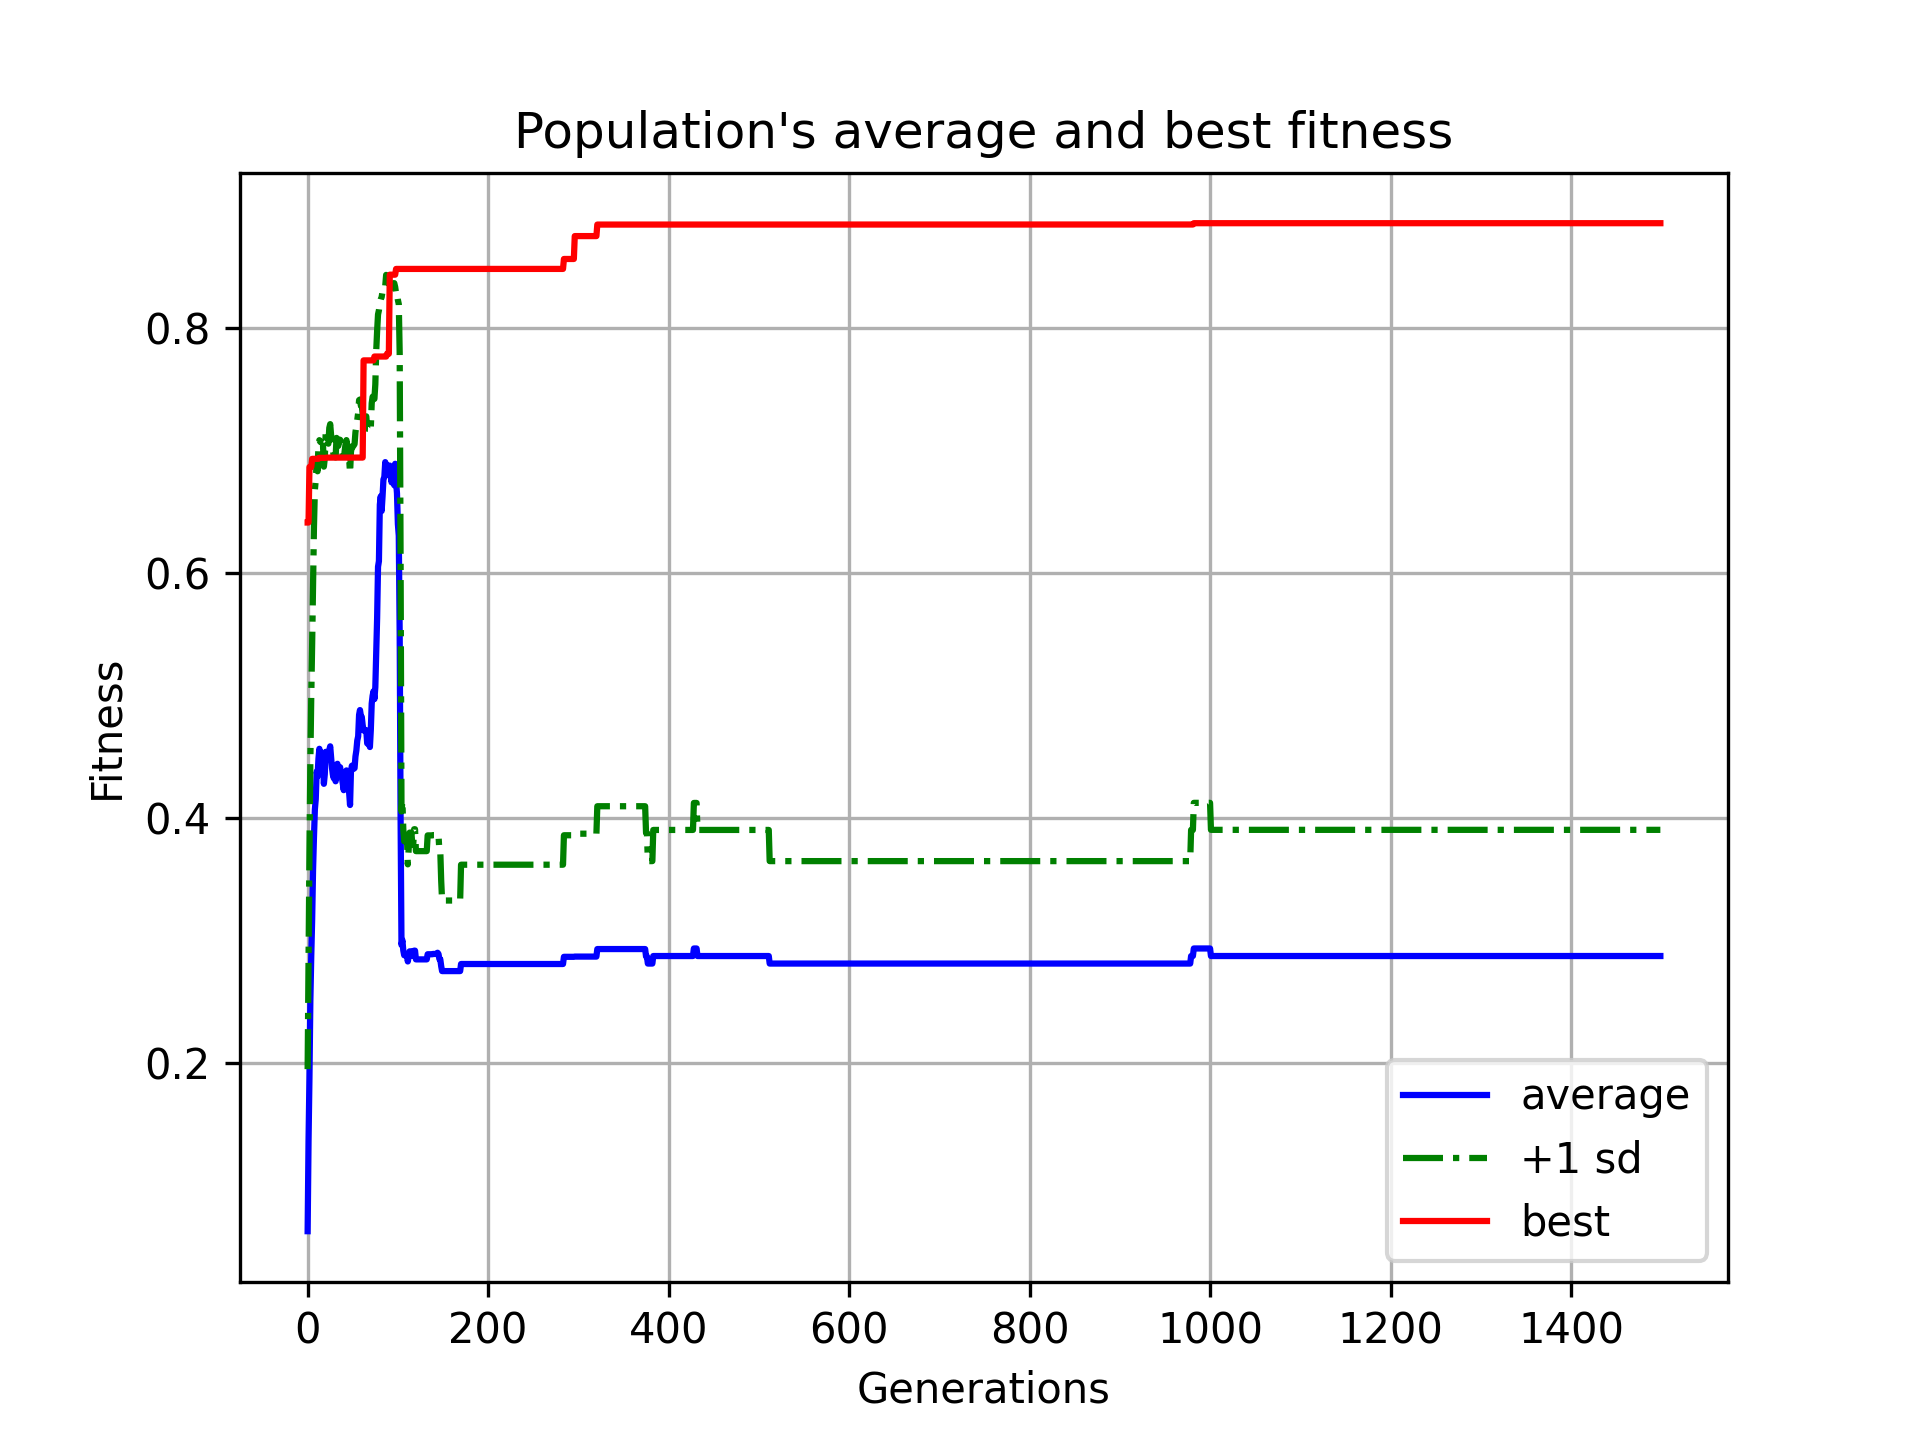 Population's average and best fitness
0.8
0.6
0.4
0.2
Fitness
average
+1 sd
best
0 200 400 600 800 1000 1200 1400
Generations